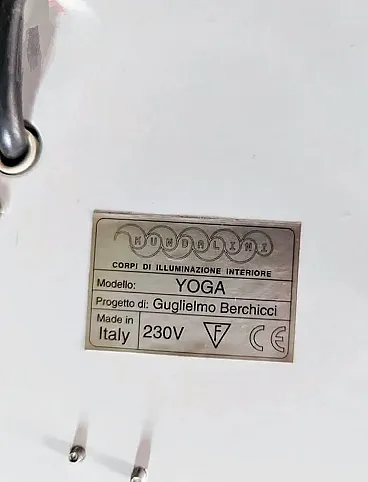 KUNDALINI
CORPI DI ILLUMINAZIONE INTERIORE
Modello: YOGA
Progetto di: Guglielmo Berchicci
Made in Italy 230V F CE